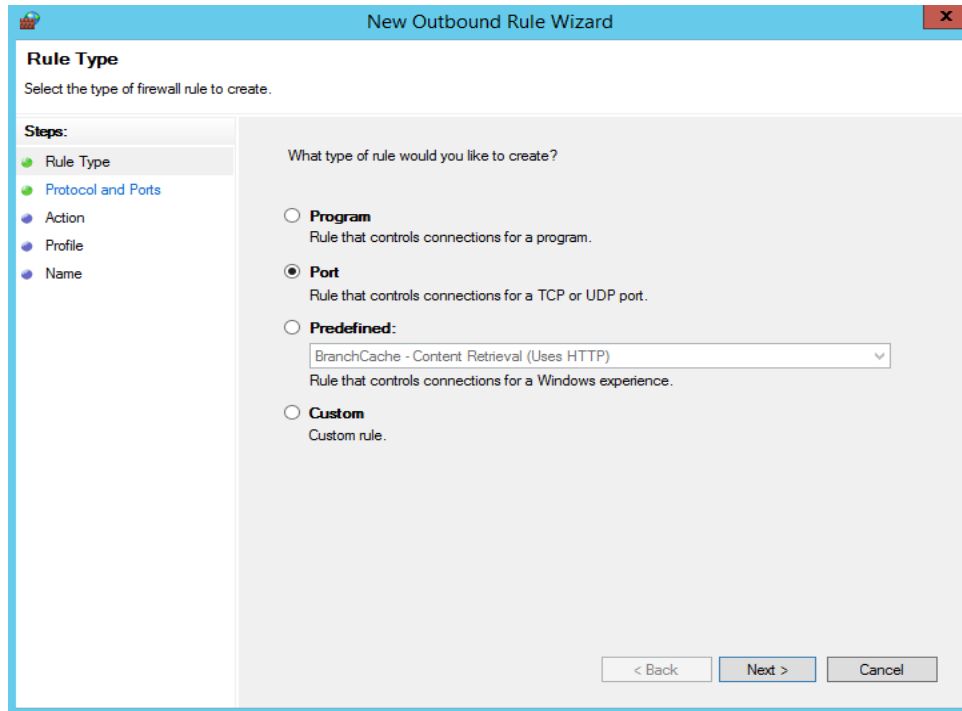 New Outbound Rule Wizard
x
Rule Type
Select the type of firewall rule to create.
Steps:
Rule Type
Protocol and Ports
Action
Profile
Name
What type of rule would you like to create?
Program
Rule that controls connections for a program.
Port
Rule that controls connections for a TCP or UDP port.
Predefined:
BranchCache - Content Retrieval (Uses HTTP)
Rule that controls connections for a Windows experience.
Custom
Custom rule.
< Back Next > Cancel